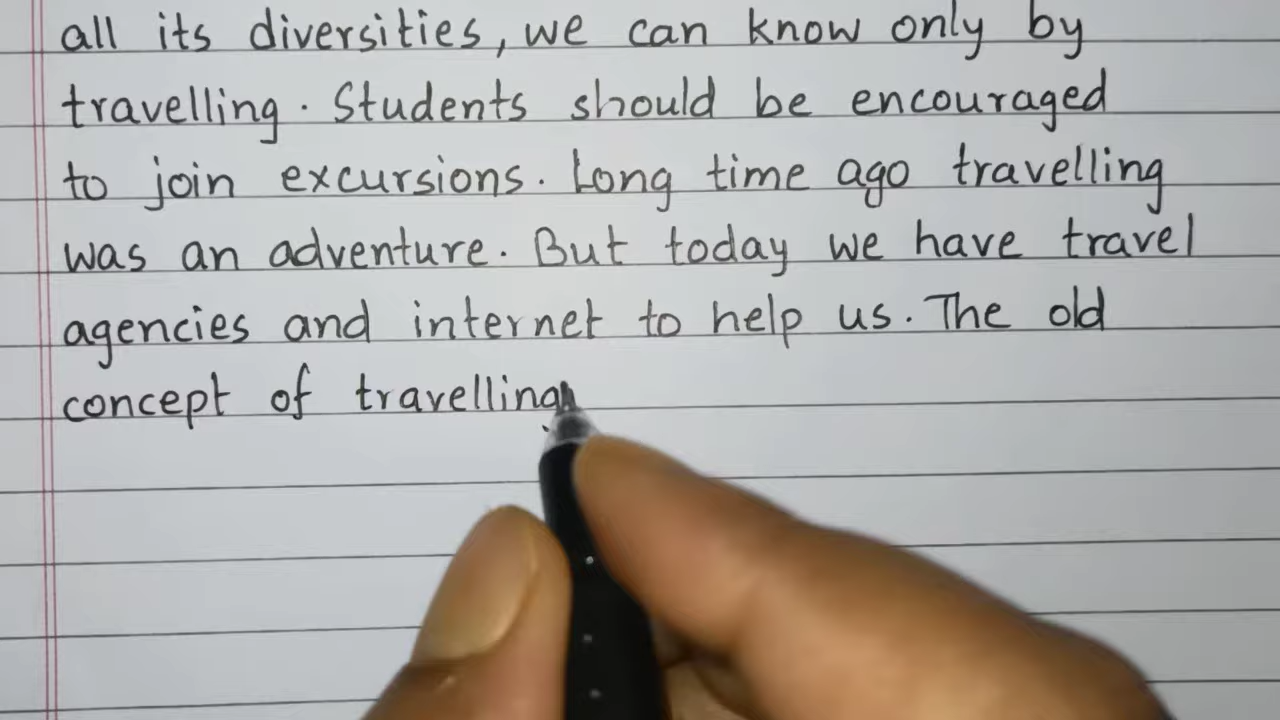 all its diversities, we can know only by
travelling. Students should be encouraged
to join excursions. Long time ago travelling
was an adventure. But today we have travel
agencies and internet to help us. The old
concept of travelling